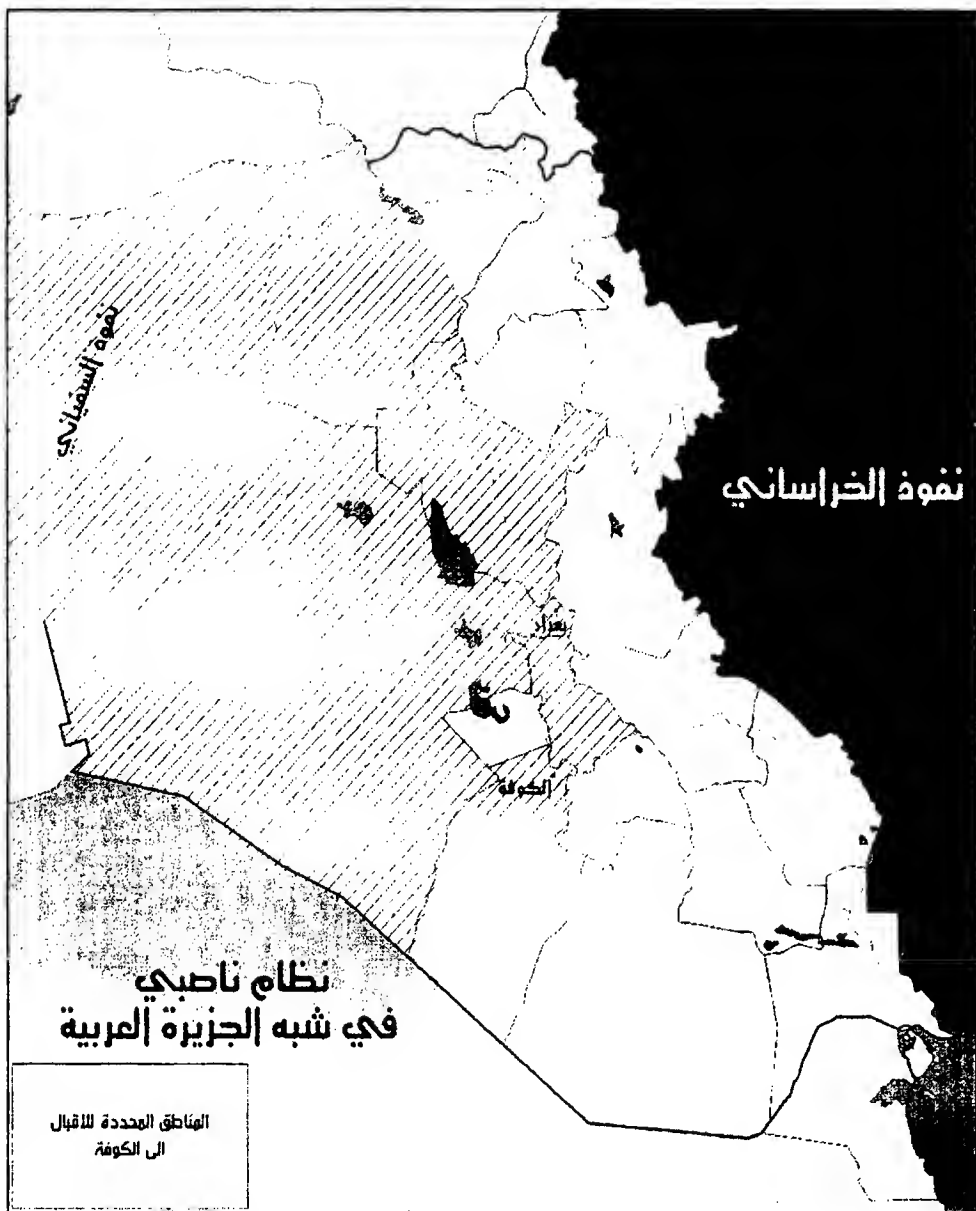 نفوذ السفياني
نفوذ الخراساني
بغداد
الكوفة
نظام ناصبي
في شبه الجزيرة العربية
المناطق المحددة للاقبال
الى الكوفة